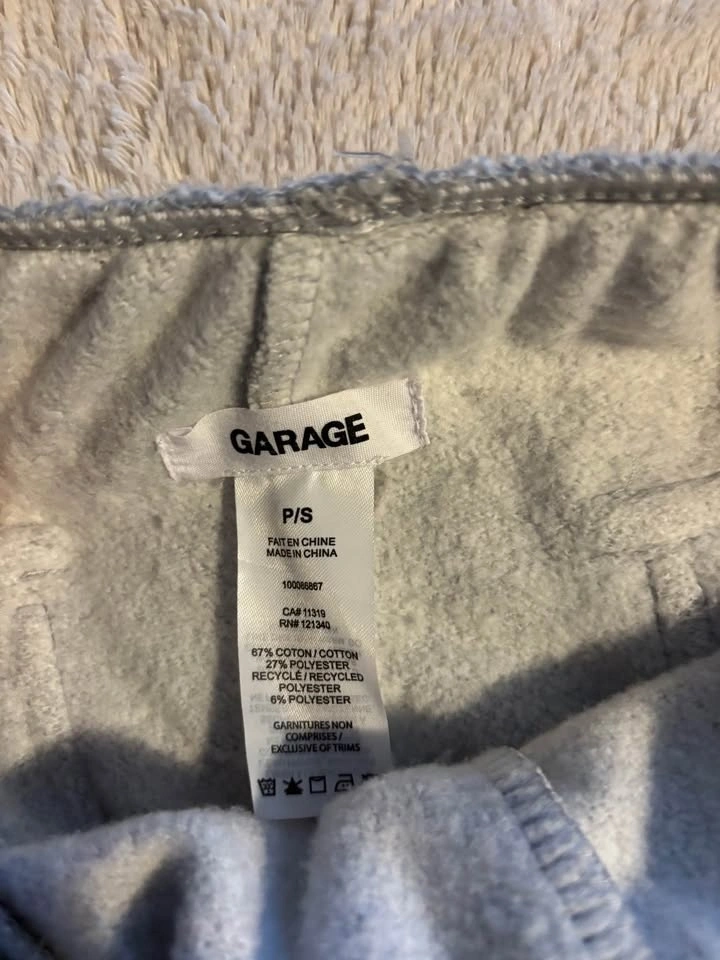 GARAGE
P/S
FAIT EN CHINE
MADE IN CHINA
CA# 11319
RN# 121340
67% COTON / COTTON
27% POLYESTER
RECYCLÉ / RECYCLED
POLYESTER
6% POLYESTER
GARNITURES NON
COMPRISES /
EXCLUSIVE OF TRIMS